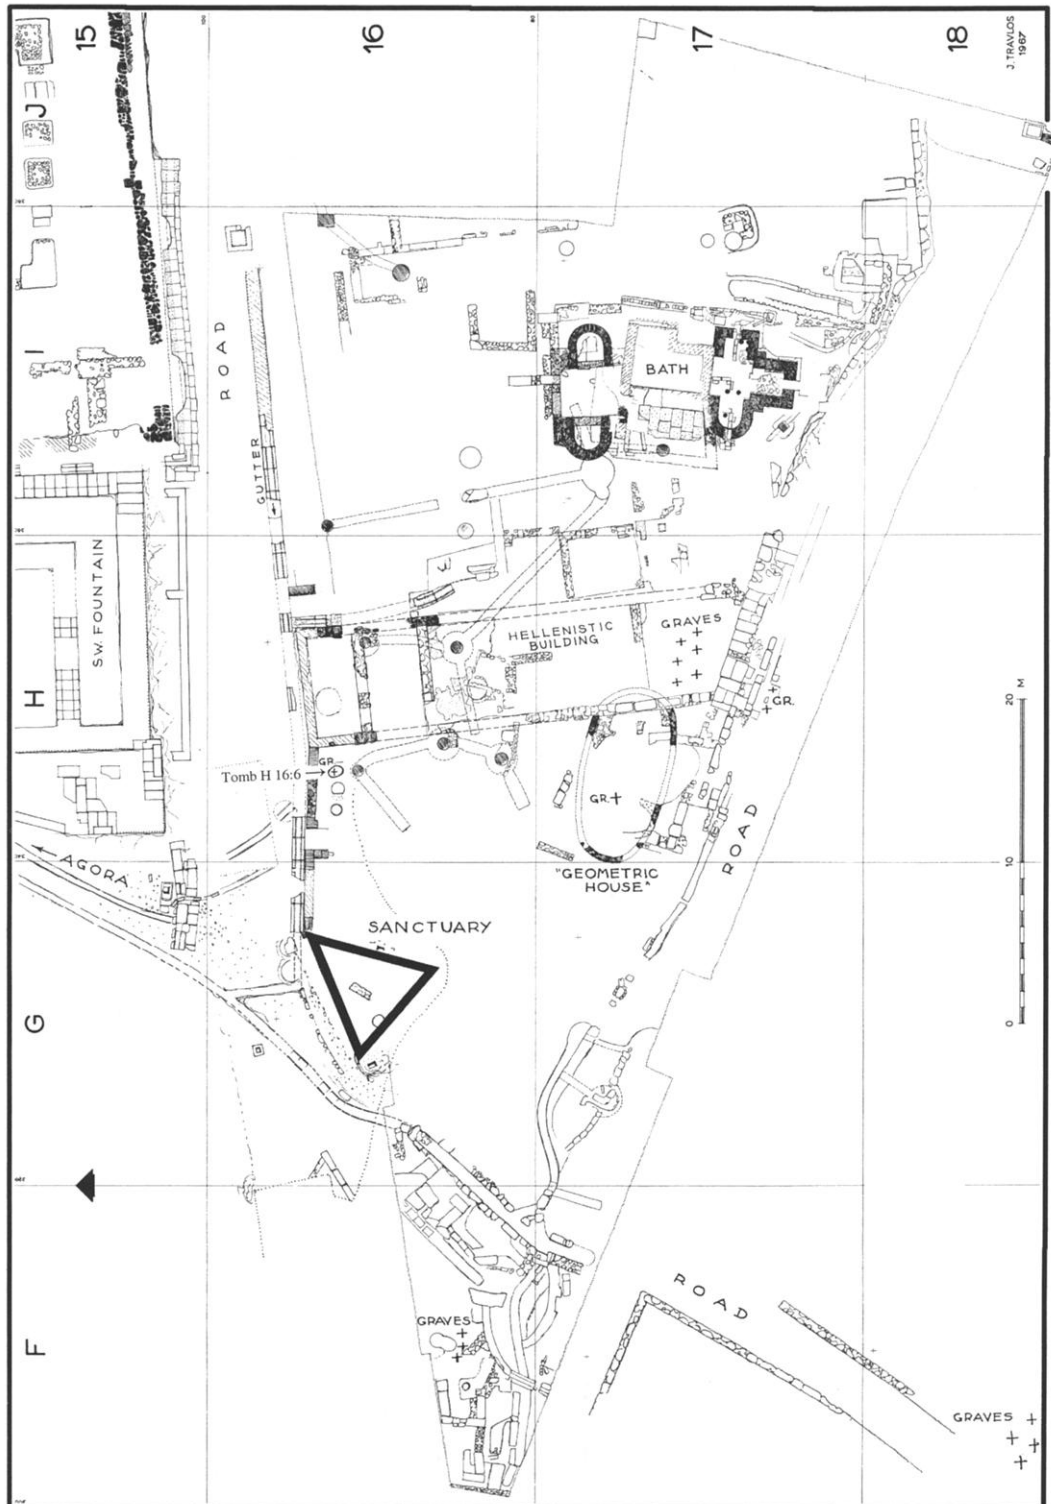 15
16
17
18
J. TRAVLOS
1967
J
ROAD
I
BATH
GUTTER
SW. FOUNTAIN
HELLENISTIC
BUILDING
GRAVES
H
20 M
GR.
GR.
Tomb H 16:6
GR.
10
AGORA
ROAD
"GEOMETRIC
HOUSE"
SANCTUARY
G
0
ROAD
F
GRAVES
GRAVES